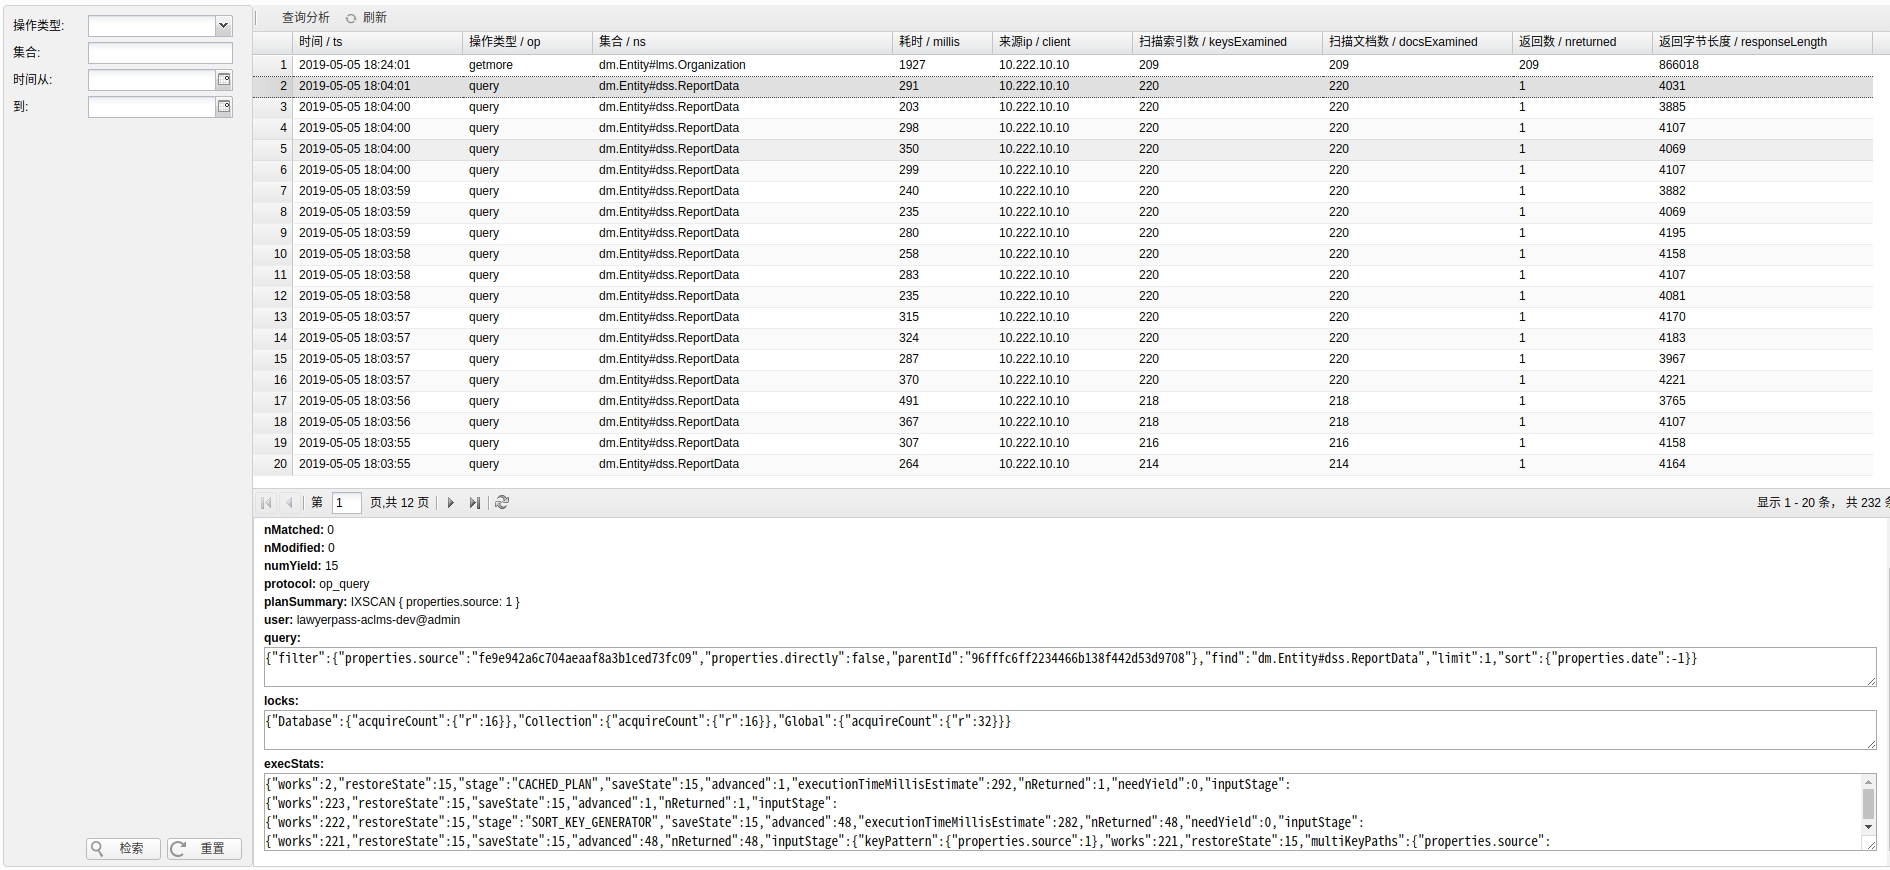 操作类型:
集合:
时间从:
到:
检索 重置
查询分析 刷新
时间 / ts 操作类型 / op 集合 / ns 耗时 / millis 来源ip / client 扫描索引数 / keysExamined 扫描文档数 / docsExamined 返回数 / nreturned 返回字节长度 / responseLength
1 2019-05-05 18:24:01 getmore dm.Entity#lms.Organization 1927 10.222.10.10 209 209 209 866018
2 2019-05-05 18:04:01 query dm.Entity#dss.ReportData 291 10.222.10.10 220 220 1 4031
3 2019-05-05 18:04:00 query dm.Entity#dss.ReportData 203 10.222.10.10 220 220 1 3885
4 2019-05-05 18:04:00 query dm.Entity#dss.ReportData 298 10.222.10.10 220 220 1 4107
5 2019-05-05 18:04:00 query dm.Entity#dss.ReportData 350 10.222.10.10 220 220 1 4069
6 2019-05-05 18:04:00 query dm.Entity#dss.ReportData 299 10.222.10.10 220 220 1 4107
7 2019-05-05 18:03:59 query dm.Entity#dss.ReportData 240 10.222.10.10 220 220 1 3882
8 2019-05-05 18:03:59 query dm.Entity#dss.ReportData 235 10.222.10.10 220 220 1 4069
9 2019-05-05 18:03:59 query dm.Entity#dss.ReportData 280 10.222.10.10 220 220 1 4195
10 2019-05-05 18:03:58 query dm.Entity#dss.ReportData 258 10.222.10.10 220 220 1 4158
11 2019-05-05 18:03:58 query dm.Entity#dss.ReportData 283 10.222.10.10 220 220 1 4107
12 2019-05-05 18:03:58 query dm.Entity#dss.ReportData 235 10.222.10.10 220 220 1 4081
13 2019-05-05 18:03:57 query dm.Entity#dss.ReportData 315 10.222.10.10 220 220 1 4170
14 2019-05-05 18:03:57 query dm.Entity#dss.ReportData 324 10.222.10.10 220 220 1 4183
15 2019-05-05 18:03:57 query dm.Entity#dss.ReportData 287 10.222.10.10 220 220 1 3967
16 2019-05-05 18:03:57 query dm.Entity#dss.ReportData 370 10.222.10.10 220 220 1 4221
17 2019-05-05 18:03:56 query dm.Entity#dss.ReportData 491 10.222.10.10 218 218 1 3765
18 2019-05-05 18:03:56 query dm.Entity#dss.ReportData 367 10.222.10.10 218 218 1 4107
19 2019-05-05 18:03:55 query dm.Entity#dss.ReportData 307 10.222.10.10 216 216 1 4158
20 2019-05-05 18:03:55 query dm.Entity#dss.ReportData 264 10.222.10.10 214 214 1 4164
第 1 页,共 12 页 显示 1 - 20 条， 共 232 条
nMatched: 0
nModified: 0
numYield: 15
protocol: op_query
planSummary: IXSCAN { properties.source: 1 }
user: lawyerpass-aclms-dev@admin
query:
{"filter":{"properties.source":"fe9e942a6c704aeaaf8a3b1ced73fc09","properties.directly":false,"parentId":"96fffc6ff2234466b138f442d53d9708"},"find":"dm.Entity#dss.ReportData","limit":1,"sort":{"properties.date":-1}}
locks:
{"Database":{"acquireCount":{"r":16}},"Collection":{"acquireCount":{"r":16}},"Global":{"acquireCount":{"r":32}}}
execStats:
{"works":2,"restoreState":15,"stage":"CACHED_PLAN","saveState":15,"advanced":1,"executionTimeMillisEstimate":292,"nReturned":1,"needYield":0,"inputStage":
{"works":223,"restoreState":15,"saveState":15,"advanced":1,"nReturned":1,"inputStage":
{"works":222,"restoreState":15,"stage":"SORT_KEY_GENERATOR","saveState":15,"advanced":48,"executionTimeMillisEstimate":282,"nReturned":48,"needYield":0,"inputStage":
{"works":221,"restoreState":15,"saveState":15,"advanced":48,"nReturned":48,"inputStage":{"keyPattern":{"properties.source":1},"works":221,"restoreState":15,"multiKeyPaths":{"properties.source":